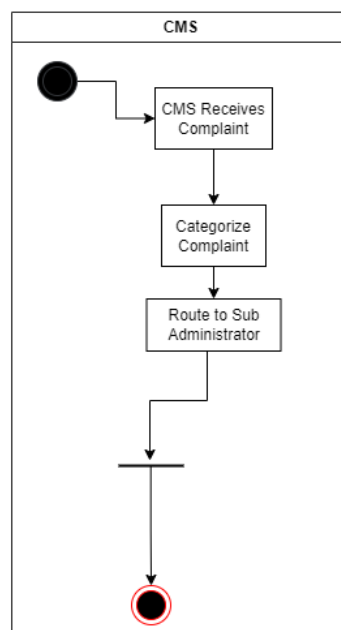 CMS
CMS Receives
Complaint
Categorize
Complaint
Route to Sub
Administrator